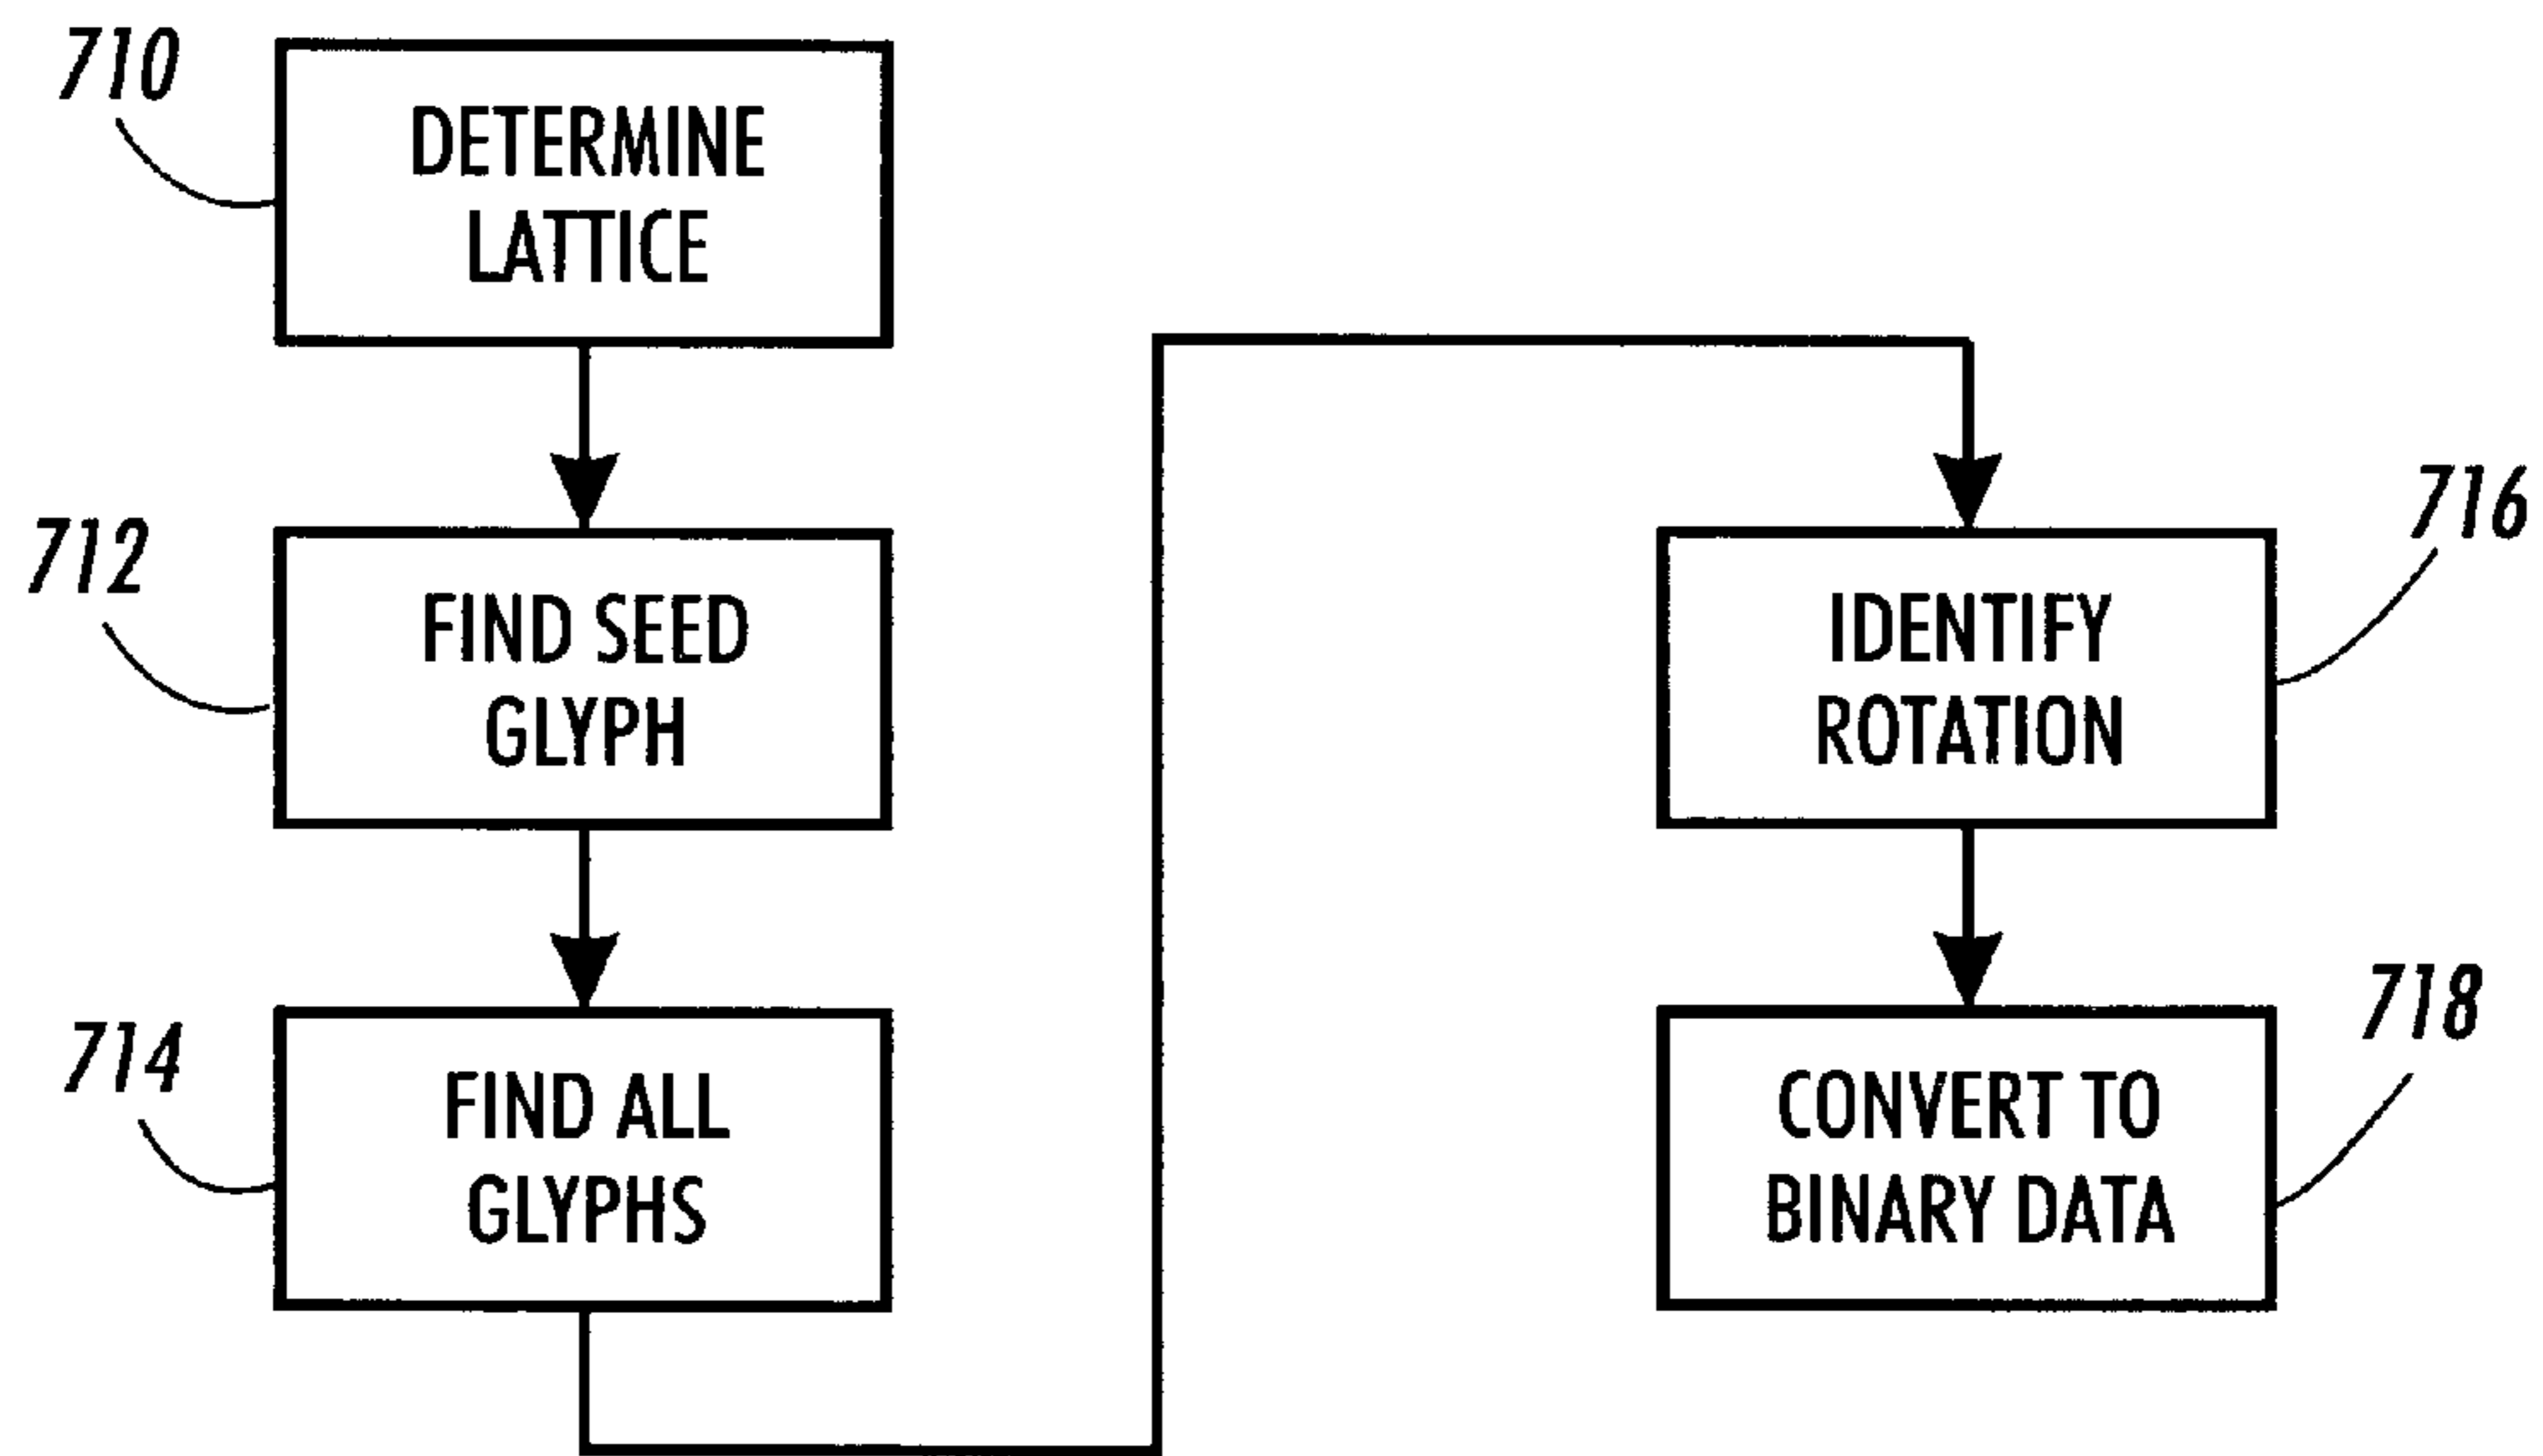 710
DETERMINE
LATTICE
712
FIND SEED
GLYPH
714
FIND ALL
GLYPHS
716
IDENTIFY
ROTATION
718
CONVERT TO
BINARY DATA